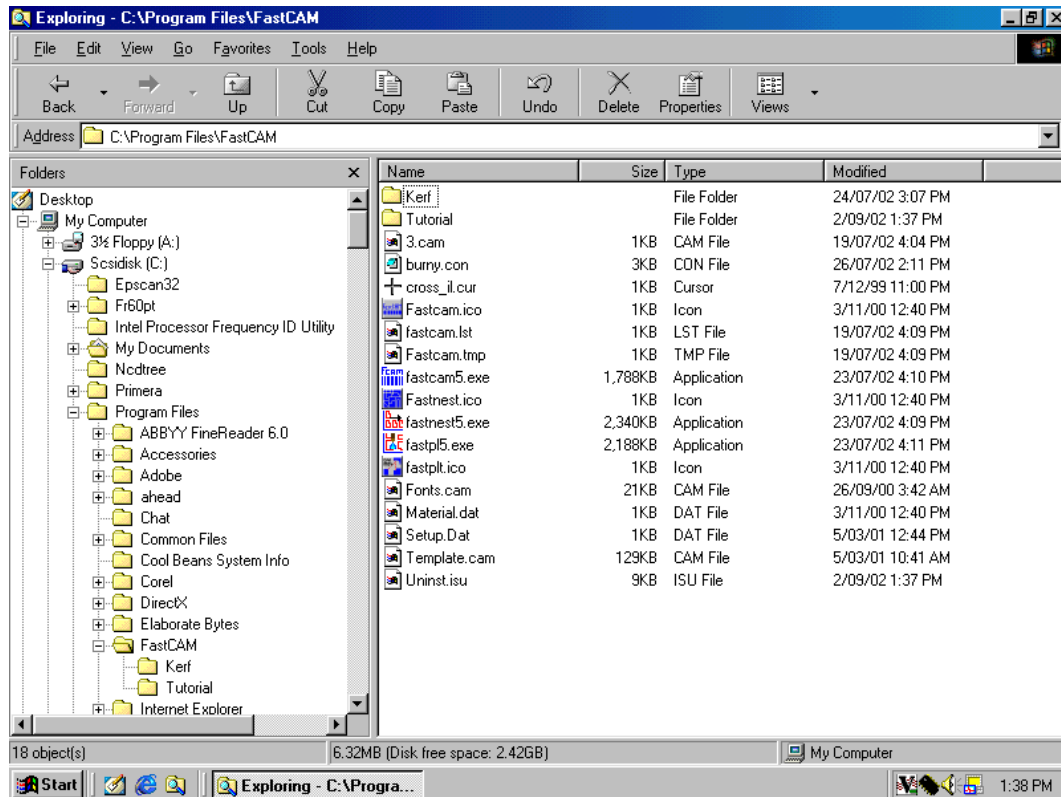 Exploring - C:\Program Files\FastCAM
File Edit View Go Favorites Tools Help
Back Forward Up Cut Copy Paste Undo Delete Properties Views
Address C:\Program Files\FastCAM
Folders
Desktop
My Computer
3½ Floppy (A:)
Scsidisk (C:)
Epscan32
Fr60pt
Intel Processor Frequency ID Utility
My Documents
Ncdtree
Primera
Program Files
ABBYY FineReader 6.0
Accessories
Adobe
ahead
Chat
Common Files
Cool Beans System Info
Corel
DirectX
Elaborate Bytes
FastCAM
Kerf
Tutorial
Internet Explorer
Name Size Type Modified
Kerf File Folder 24/07/02 3:07 PM
Tutorial File Folder 2/09/02 1:37 PM
3.cam 1KB CAM File 19/07/02 4:04 PM
burny.con 3KB CON File 26/07/02 2:11 PM
cross_il.cur 1KB Cursor 7/12/99 11:00 PM
Fastcam.ico 1KB Icon 3/11/00 12:40 PM
fastcam.lst 1KB LST File 19/07/02 4:09 PM
Fastcam.tmp 1KB TMP File 19/07/02 4:09 PM
fastcam5.exe 1,788KB Application 23/07/02 4:10 PM
Fastnest.ico 1KB Icon 3/11/00 12:40 PM
fastnest5.exe 2,340KB Application 23/07/02 4:09 PM
fastpl5.exe 2,188KB Application 23/07/02 4:11 PM
fastplt.ico 1KB Icon 3/11/00 12:40 PM
Fonts.cam 21KB CAM File 26/09/00 3:42 AM
Material.dat 1KB DAT File 3/11/00 12:40 PM
Setup.Dat 1KB DAT File 5/03/01 12:44 PM
Template.cam 129KB CAM File 5/03/01 10:41 AM
Uninst.isu 9KB ISU File 2/09/02 1:37 PM
18 object(s) 6.32MB (Disk free space: 2.42GB) My Computer
Start Exploring - C:\Progra... 1:38 PM